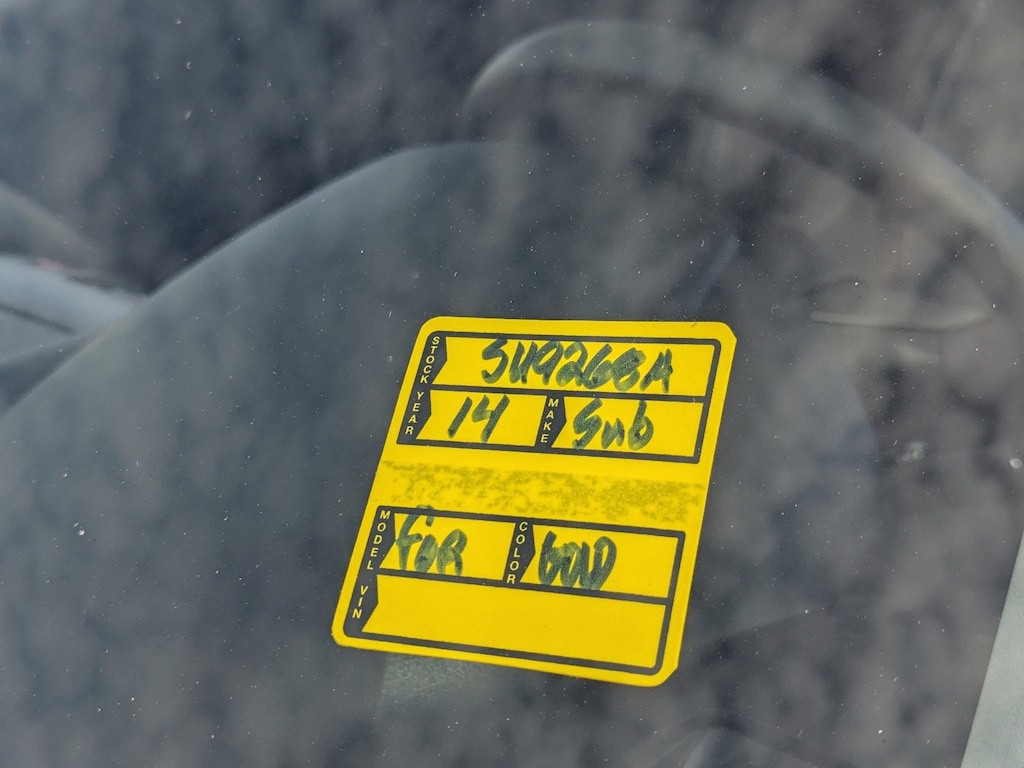 STOCK SU9268A
YEAR 14 MAKE Sub
MODEL FOR COLOR GOLD
VIN